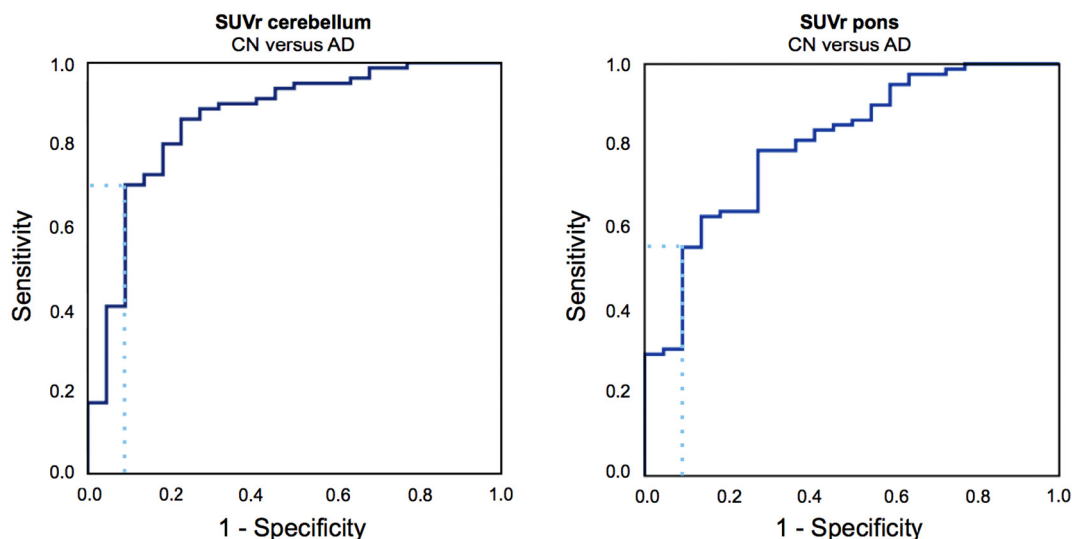 SUVr cerebellum
CN versus AD
Sensitivity
1.0
0.8
0.6
0.4
0.2
0.0
0.0 0.2 0.4 0.6 0.8 1.0
1 - Specificity
SUVr pons
CN versus AD
Sensitivity
1.0
0.8
0.6
0.4
0.2
0.0
0.0 0.2 0.4 0.6 0.8 1.0
1 - Specificity